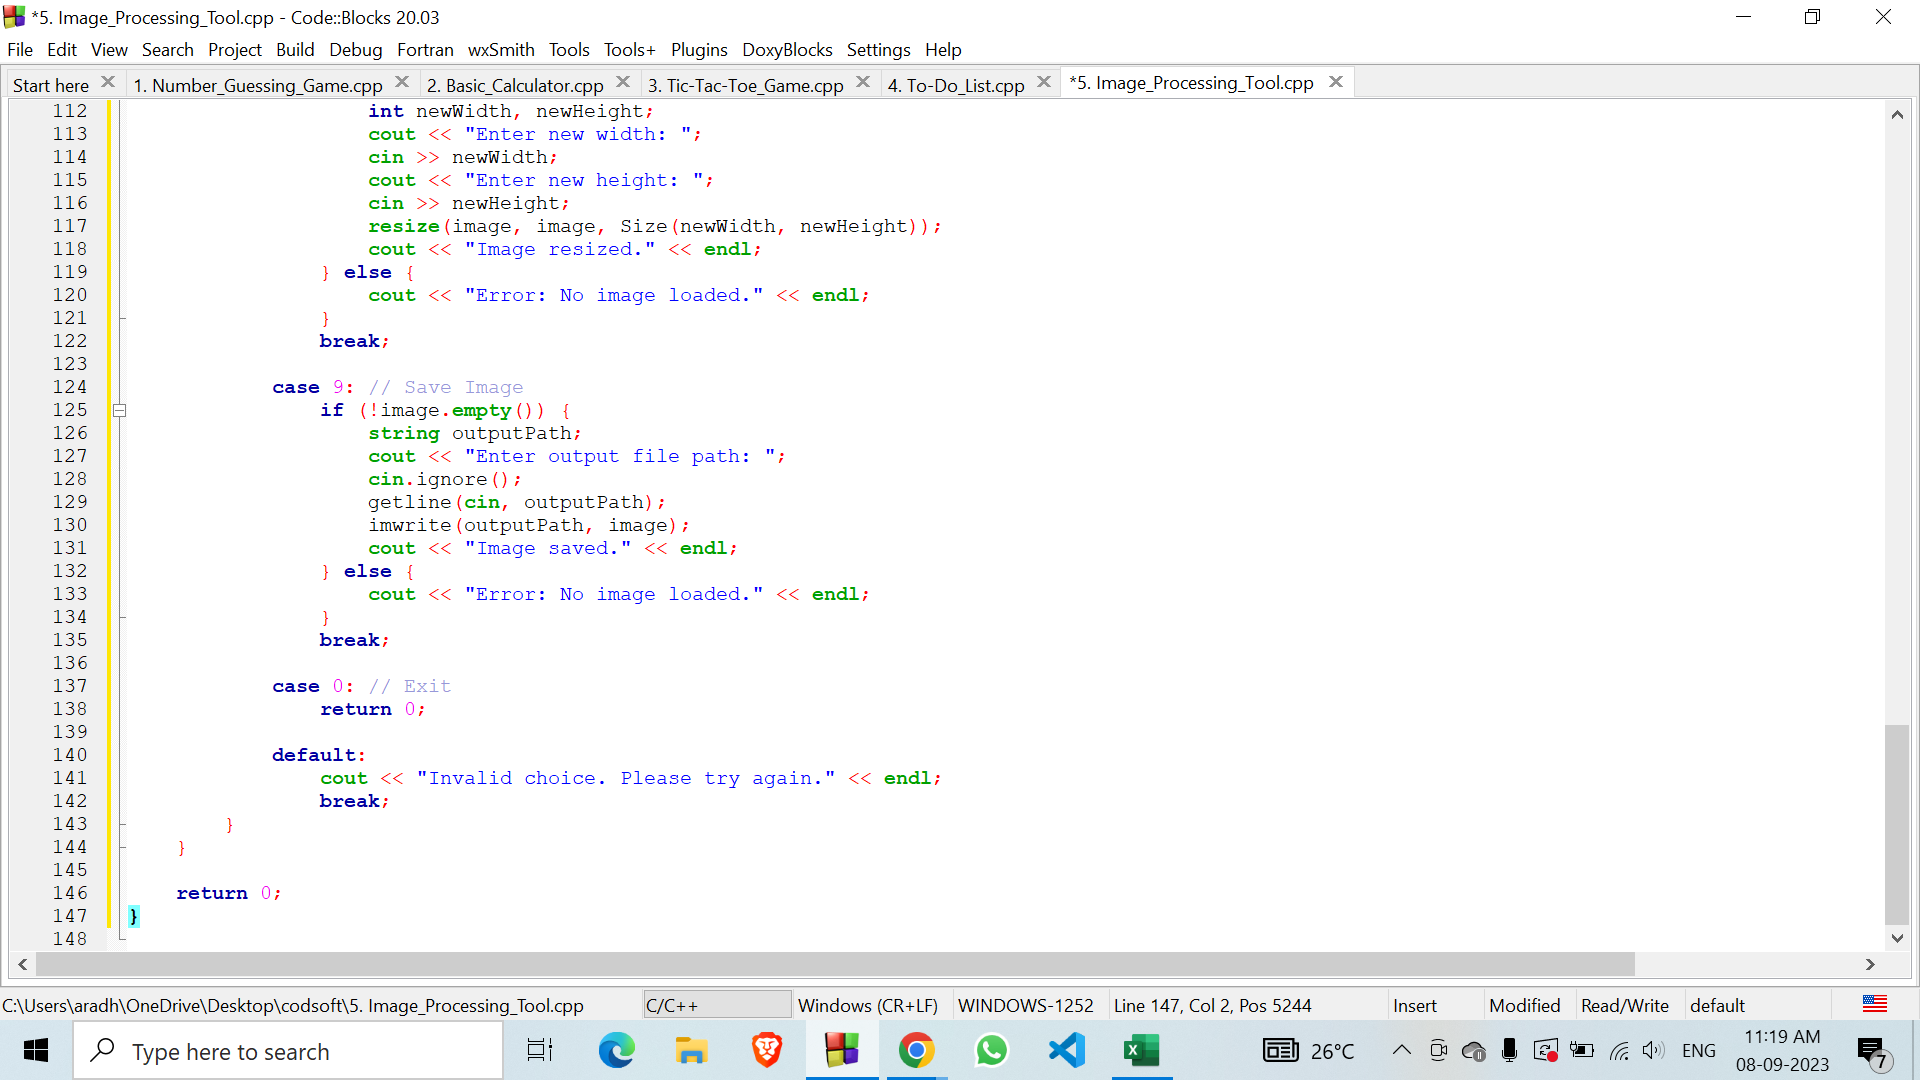 *5. Image_Processing_Tool.cpp - Code::Blocks 20.03
File Edit View Search Project Build Debug Fortran wxSmith Tools Tools+ Plugins DoxyBlocks Settings Help
Start here 1. Number_Guessing_Game.cpp 2. Basic_Calculator.cpp 3. Tic-Tac-Toe_Game.cpp 4. To-Do_List.cpp *5. Image_Processing_Tool.cpp
112 int newWidth, newHeight;
113 cout << "Enter new width: ";
114 cin >> newWidth;
115 cout << "Enter new height: ";
116 cin >> newHeight;
117 resize(image, image, Size(newWidth, newHeight));
118 cout << "Image resized." << endl;
119 } else {
120 cout << "Error: No image loaded." << endl;
121 }
122 break;
123
124 case 9: // Save Image
125 if (!image.empty()) {
126 string outputPath;
127 cout << "Enter output file path: ";
128 cin.ignore();
129 getline(cin, outputPath);
130 imwrite(outputPath, image);
131 cout << "Image saved." << endl;
132 } else {
133 cout << "Error: No image loaded." << endl;
134 }
135 break;
136
137 case 0: // Exit
138 return 0;
139
140 default:
141 cout << "Invalid choice. Please try again." << endl;
142 break;
143 }
144 }
145
146 return 0;
147 }
148
C:\Users\aradh\OneDrive\Desktop\codsoft\5. Image_Processing_Tool.cpp C/C++ Windows (CR+LF) WINDOWS-1252 Line 147, Col 2, Pos 5244 Insert Modified Read/Write default
Type here to search 26°C ENG 11:19 AM
08-09-2023 7